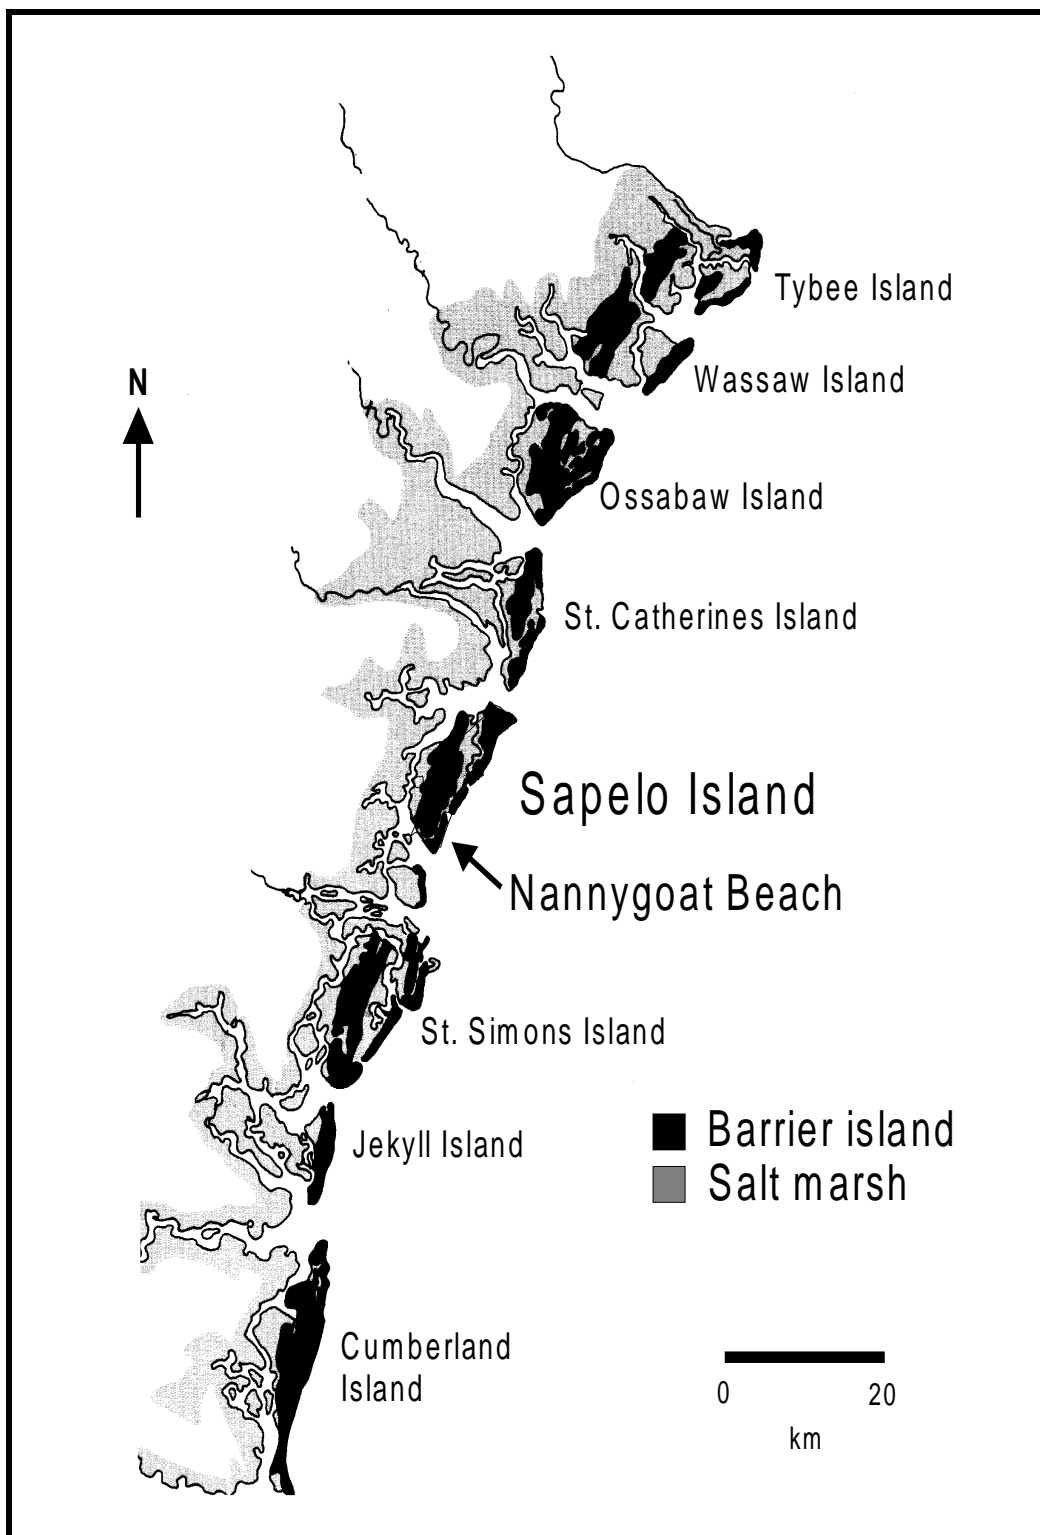 Tybee Island
Wassaw Island
N
Ossabaw Island
St. Catherines Island
Sapelo Island
Nannygoat Beach
St. Simons Island
Barrier island
Jekyll Island
Salt marsh
Cumberland
Island
0 20
km